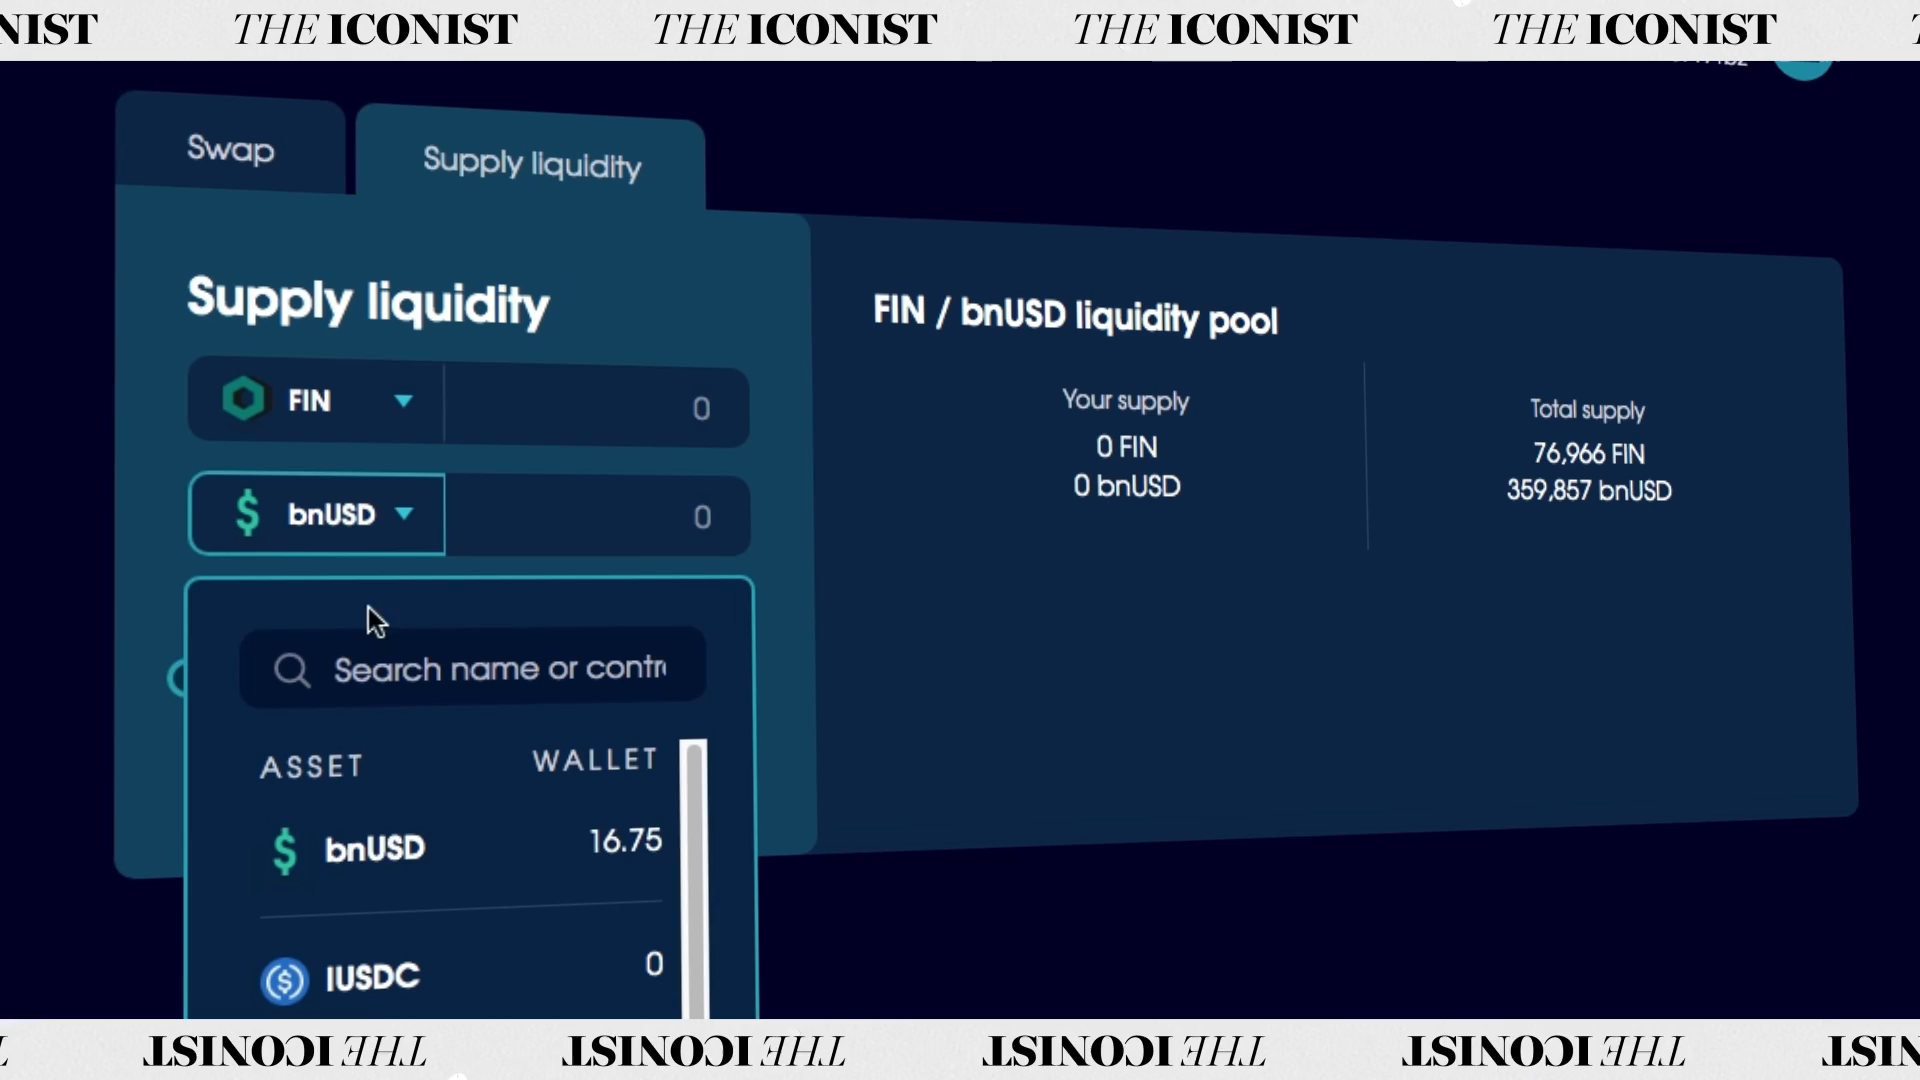 THE ICONIST THE ICONIST THE ICONIST THE ICONIST
Swap
Supply liquidity
Supply liquidity
FIN
0
bnUSD
0
Search name or contr
ASSET WALLET
bnUSD 16.75
IUSDC 0
FIN / bnUSD liquidity pool
Your supply
0 FIN
0 bnUSD
Total supply
76,966 FIN
359,857 bnUSD
THE ICONIST THE ICONIST THE ICONIST THE ICONIST